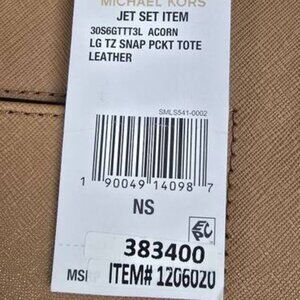 MICHAEL KORS
JET SET ITEM
30S6GTTT3L ACORN
LG TZ SNAP PCKT TOTE
LEATHER
SMLS541-0002
1 90049 14098 7
NS
EPC
383400
ITEM# 1206020